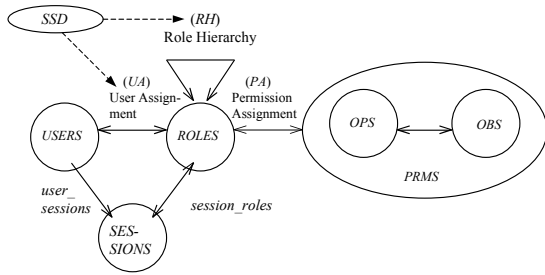 SSD
(RH)
Role Hierarchy
(UA)
User Assign-
ment
(PA)
Permission
Assignment
USERS
ROLES
OPS
OBS
PRMS
user_
sessions
session_roles
SES-
SIONS